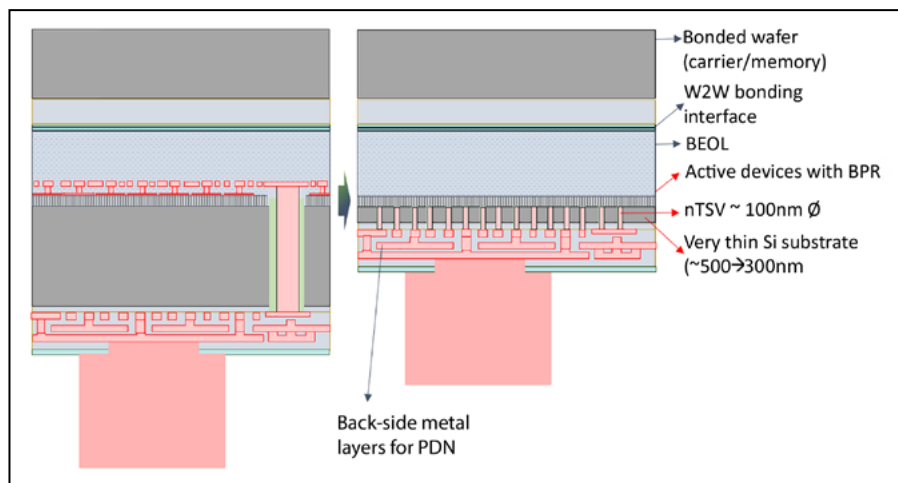 Bonded wafer
(carrier/memory)
W2W bonding
interface
BEOL
Active devices with BPR
nTSV ~ 100nm Ø
Very thin Si substrate
(~500→300nm
Back-side metal
layers for PDN